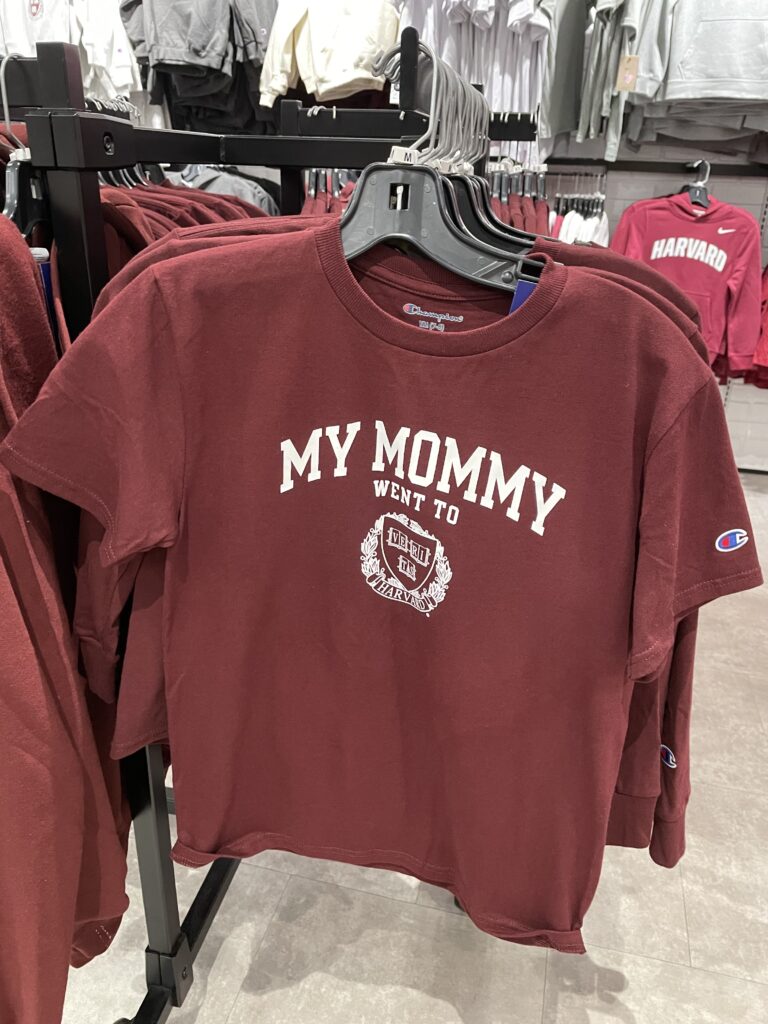 M
HARVARD
Champion
MY MOMMY
WENT TO
VE RI
TAS
HARVARD